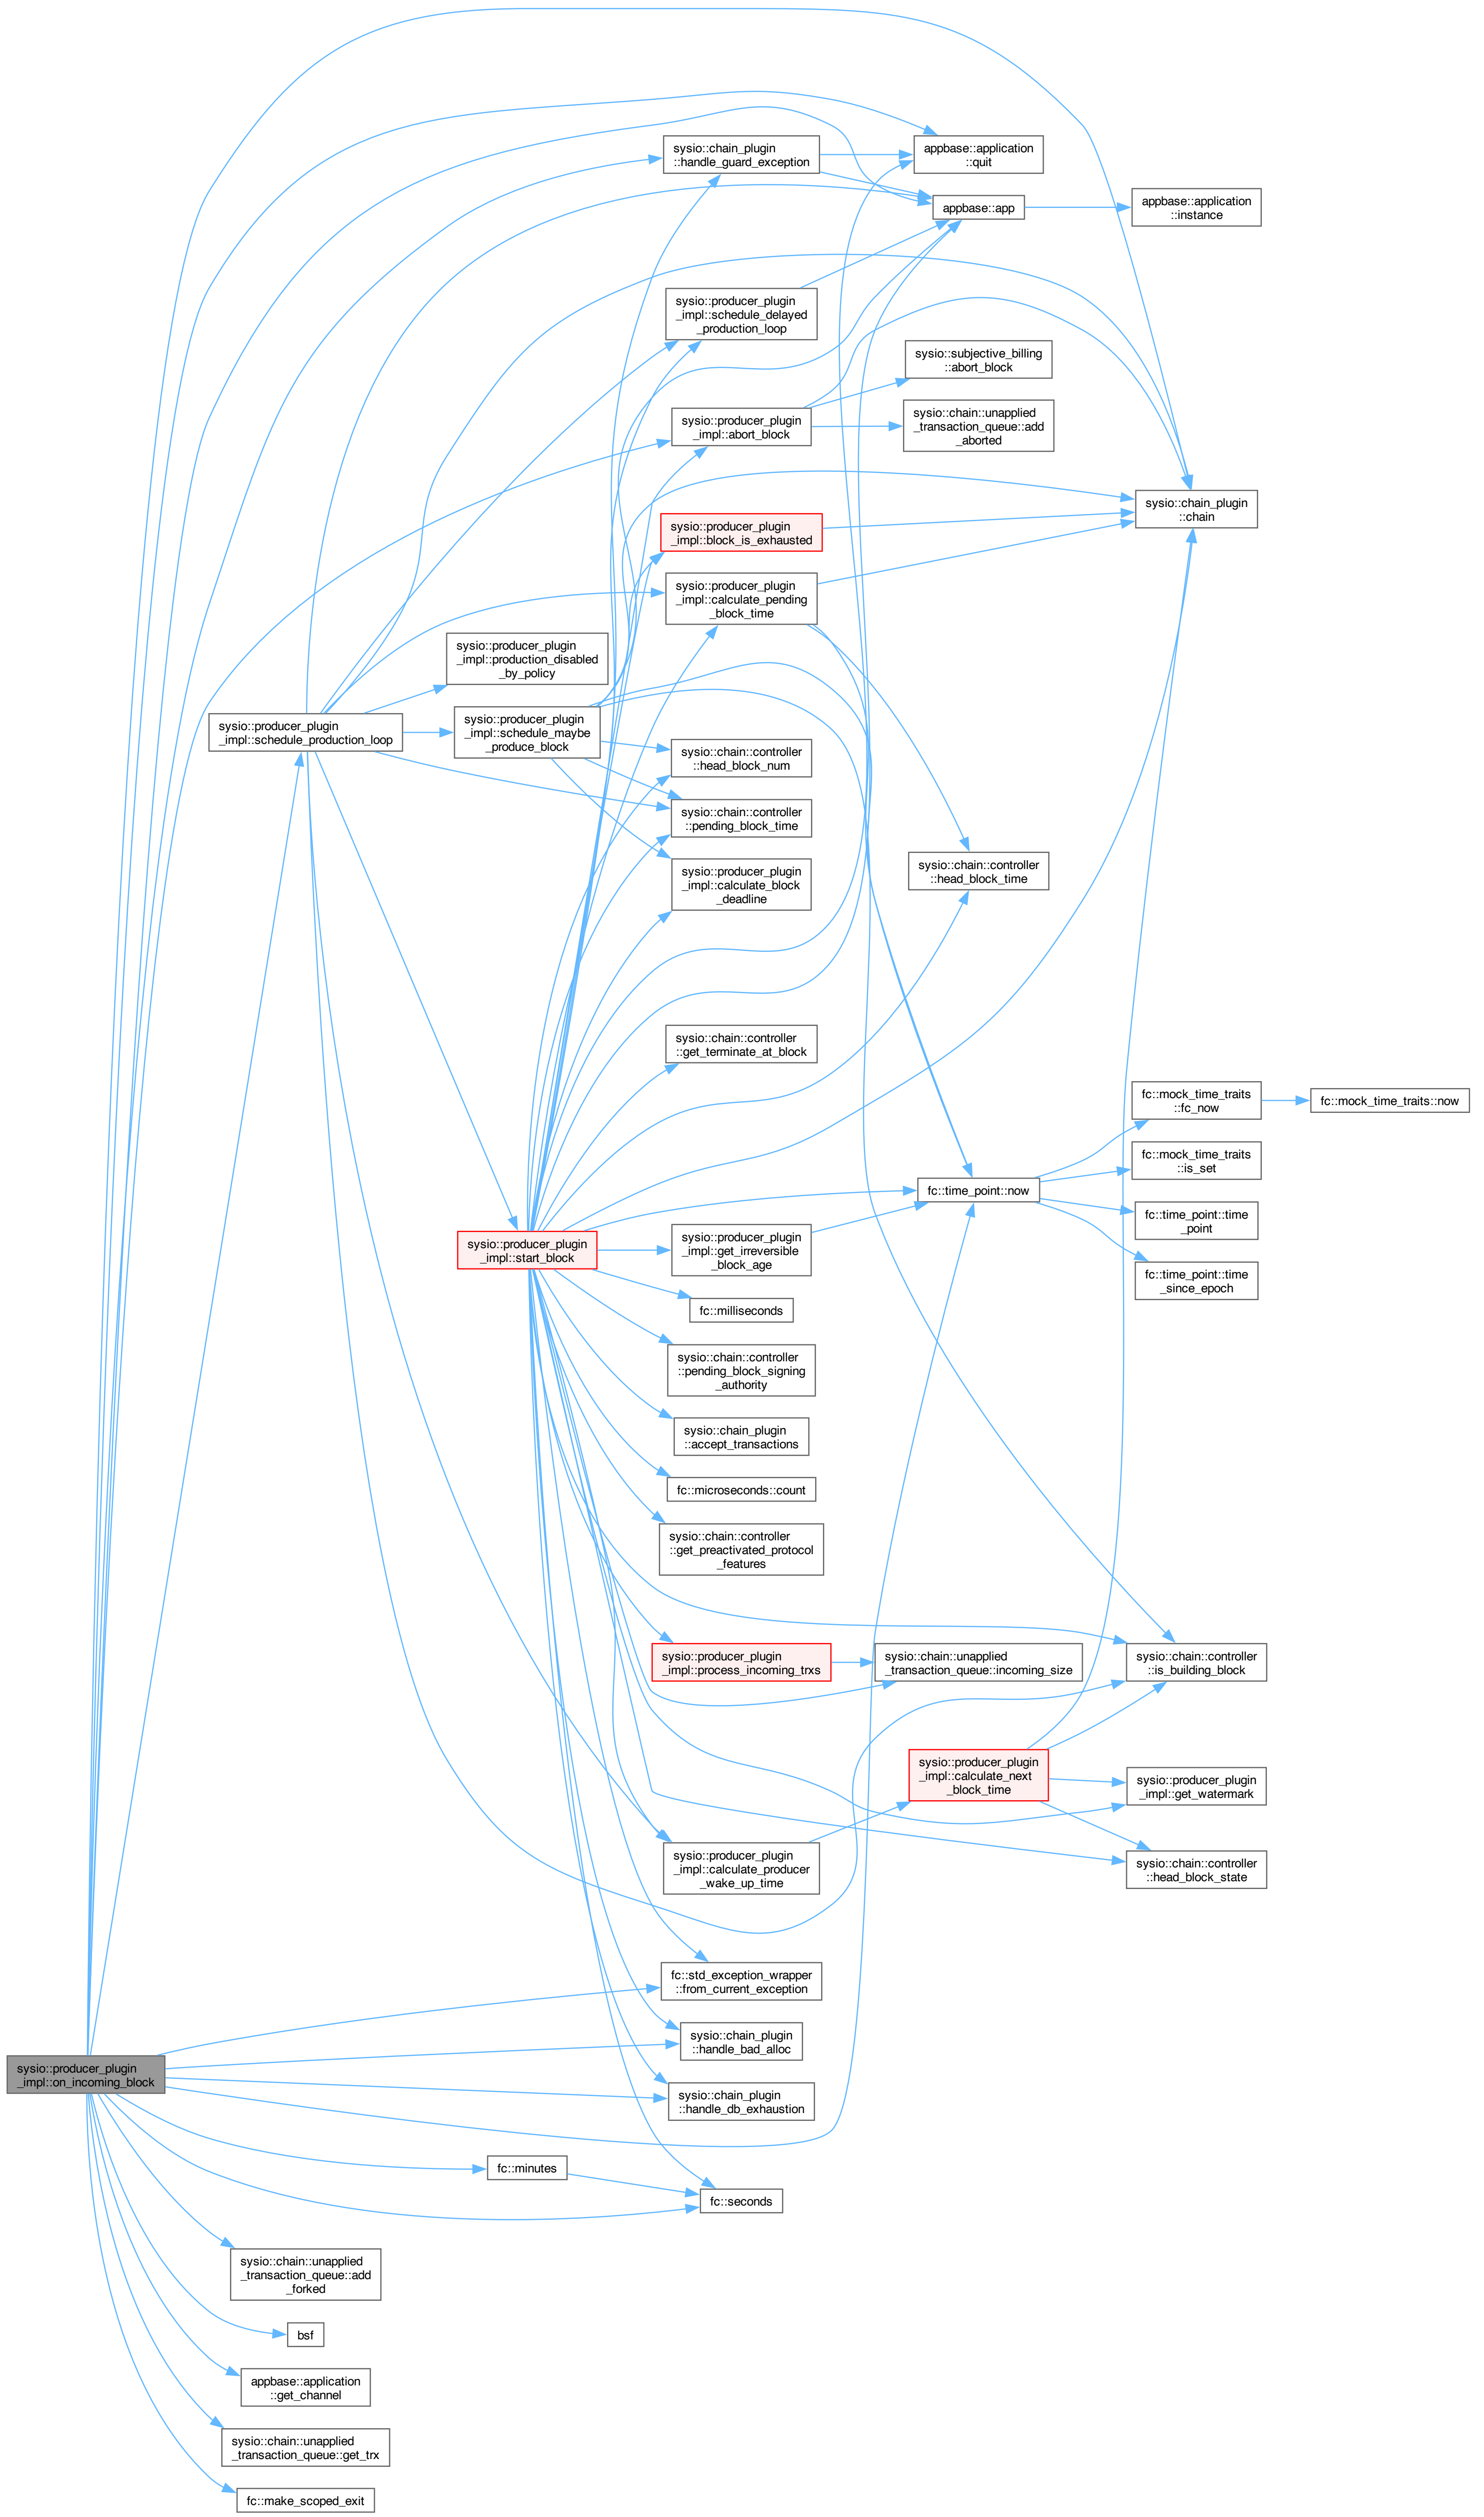 sysio::chain_plugin
::handle_guard_exception
appbase::application
::quit
appbase::app
appbase::application
::instance
sysio::producer_plugin
_impl::schedule_delayed
_production_loop
sysio::subjective_billing
::abort_block
sysio::producer_plugin
_impl::abort_block
sysio::chain::unapplied
_transaction_queue::add
_aborted
sysio::chain_plugin
::chain
sysio::producer_plugin
_impl::block_is_exhausted
sysio::producer_plugin
_impl::calculate_pending
_block_time
sysio::producer_plugin
_impl::production_disabled
_by_policy
sysio::producer_plugin
_impl::schedule_production_loop
sysio::producer_plugin
_impl::schedule_maybe
_produce_block
sysio::chain::controller
::head_block_num
sysio::chain::controller
::pending_block_time
sysio::producer_plugin
_impl::calculate_block
_deadline
sysio::chain::controller
::head_block_time
sysio::chain::controller
::get_terminate_at_block
fc::mock_time_traits
::fc_now
fc::mock_time_traits::now
fc::mock_time_traits
::is_set
fc::time_point::now
fc::time_point::time
_point
sysio::producer_plugin
_impl::start_block
sysio::producer_plugin
_impl::get_irreversible
_block_age
fc::time_point::time
_since_epoch
fc::milliseconds
sysio::chain::controller
::pending_block_signing
_authority
sysio::chain_plugin
::accept_transactions
fc::microseconds::count
sysio::chain::controller
::get_preactivated_protocol
_features
sysio::producer_plugin
_impl::process_incoming_trxs
sysio::chain::unapplied
_transaction_queue::incoming_size
sysio::chain::controller
::is_building_block
sysio::producer_plugin
_impl::calculate_next
_block_time
sysio::producer_plugin
_impl::get_watermark
sysio::producer_plugin
_impl::calculate_producer
_wake_up_time
sysio::chain::controller
::head_block_state
fc::std_exception_wrapper
::from_current_exception
sysio::chain_plugin
::handle_bad_alloc
sysio::producer_plugin
_impl::on_incoming_block
sysio::chain_plugin
::handle_db_exhaustion
fc::minutes
fc::seconds
sysio::chain::unapplied
_transaction_queue::add
_forked
bsf
appbase::application
::get_channel
sysio::chain::unapplied
_transaction_queue::get_trx
fc::make_scoped_exit